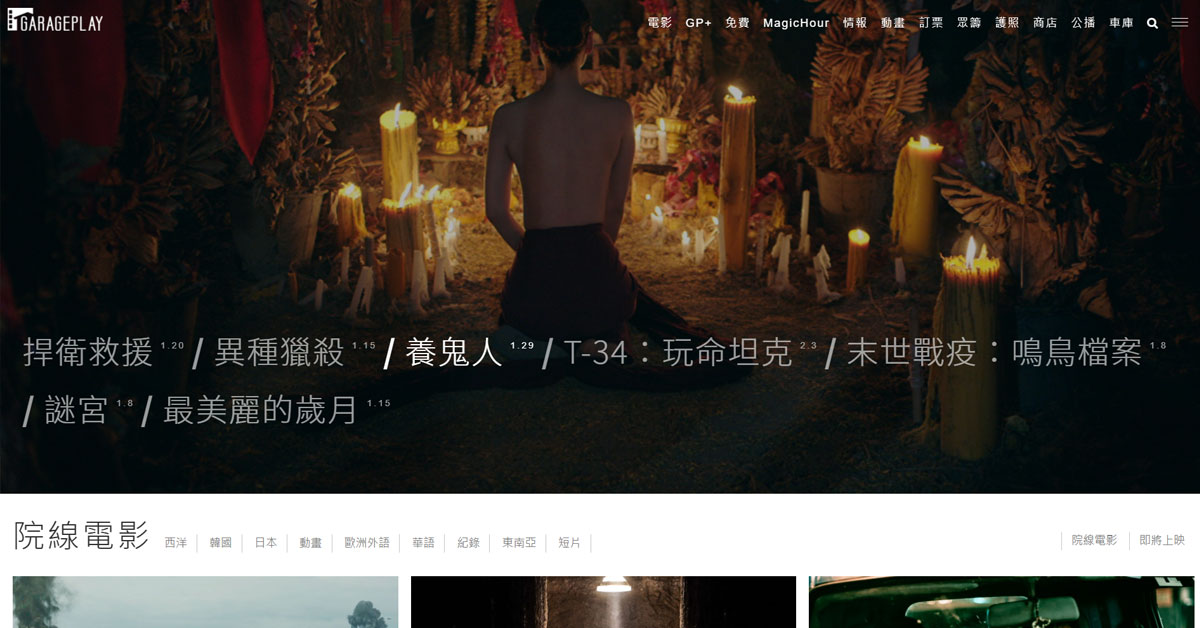 GARAGEPLAY
電影 GP+ 免費 MagicHour 情報 動畫 訂票 眾籌 護照 商店 公播 車庫
捍衛救援 1.20 / 異種獵殺 1.15 / 養鬼人 1.29 / T-34：玩命坦克 2.3 / 末世戰疫：鳴鳥檔案 1.8
/ 謎宮 1.8 / 最美麗的歲月 1.15
院線電影 西洋 韓國 日本 動畫 歐洲外語 華語 紀錄 東南亞 短片 院線電影 即將上映